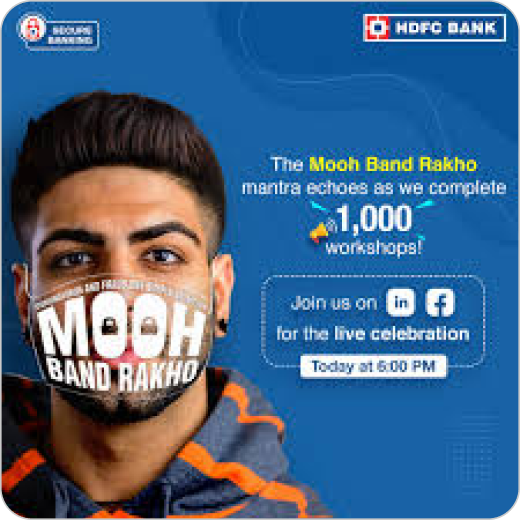 SECURE
BANKING
HDFC BANK
The Mooh Band Rakho
mantra echoes as we complete
1,000
workshops!
Join us on in f
for the live celebration
Today at 6:00 PM
MOOH
BAND RAKHO